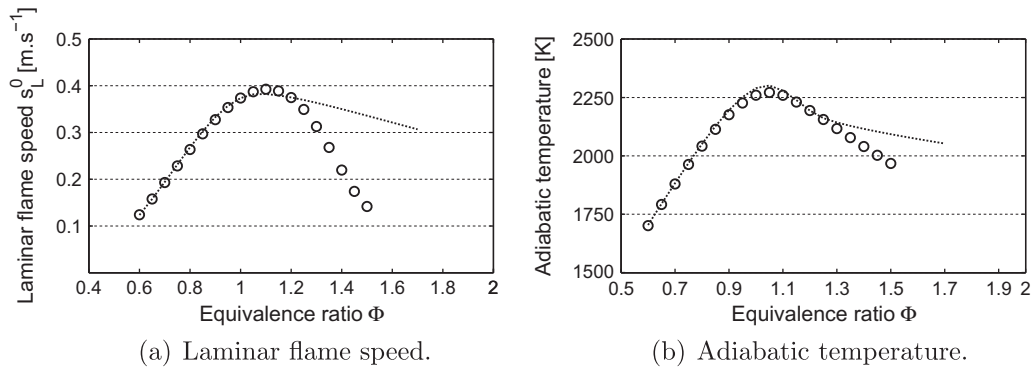 Laminar flame speed s_L^0 [m.s⁻¹]
0.5
0.4
0.3
0.2
0.1
0.4 0.6 0.8 1 1.2 1.4 1.6 1.8 2
Equivalence ratio Φ
(a) Laminar flame speed.
Adiabatic temperature [K]
2500
2250
2000
1750
1500
0.5 0.7 0.9 1.1 1.3 1.5 1.7 1.9 2
Equivalence ratio Φ
(b) Adiabatic temperature.